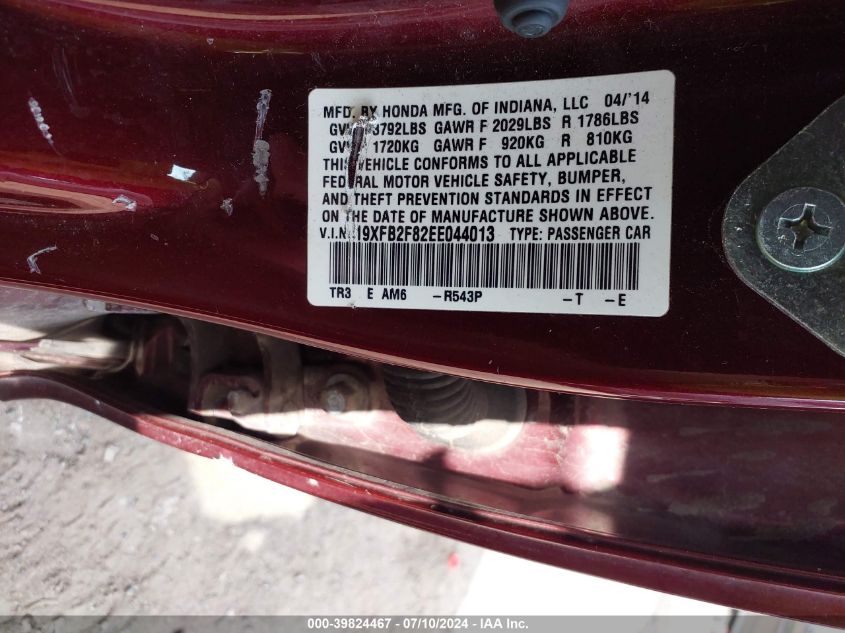 MFD. BY HONDA MFG. OF INDIANA, LLC 04/'14
3792LBS GAWR F 2029LBS R 1786LBS
1720KG GAWR F 920KG R 810KG
THIS VEHICLE CONFORMS TO ALL APPLICABLE
FEDERAL MOTOR VEHICLE SAFETY, BUMPER,
AND THEFT PREVENTION STANDARDS IN EFFECT
ON THE DATE OF MANUFACTURE SHOWN ABOVE.
V.I.N.: 19XFB2F82EE044013 TYPE: PASSENGER CAR
TR3 E AM6 -R543P -T -E
000-39824467 - 07/10/2024 - IAA Inc.